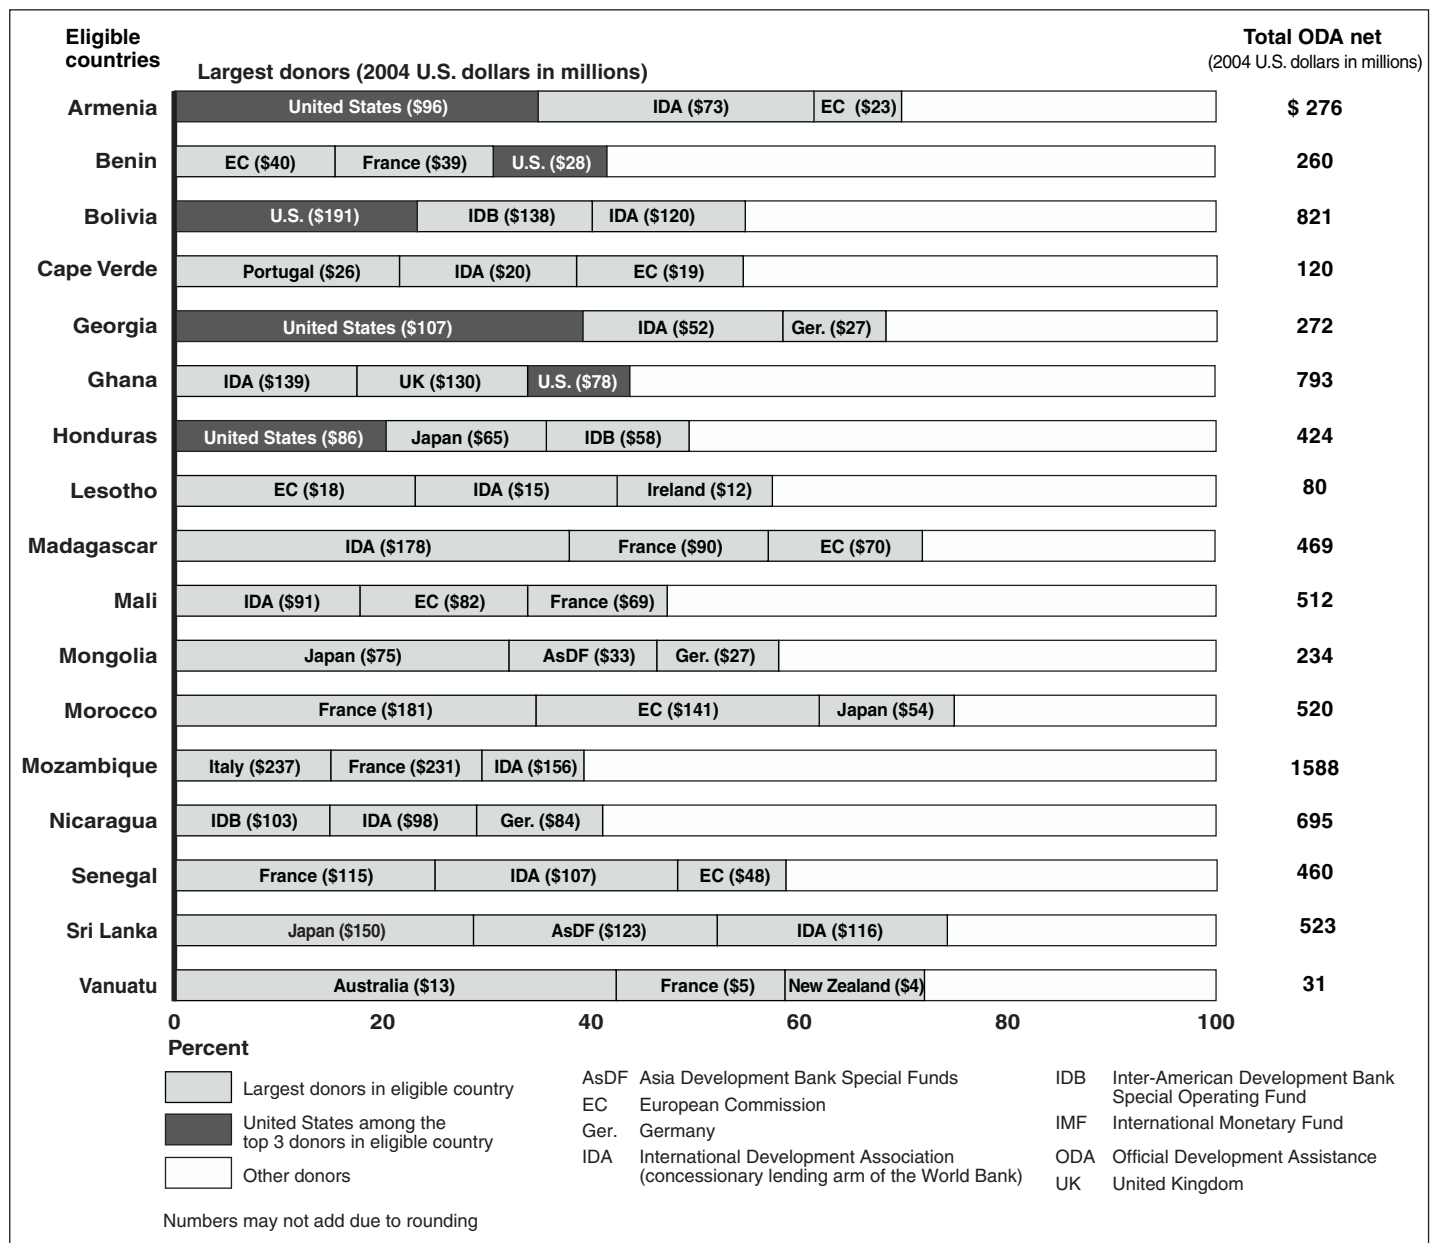 Eligible
countries
Total ODA net
(2004 U.S. dollars in millions)
Largest donors (2004 U.S. dollars in millions)
Armenia United States ($96) IDA ($73) EC ($23) $ 276
Benin EC ($40) France ($39) U.S. ($28) 260
Bolivia U.S. ($191) IDB ($138) IDA ($120) 821
Cape Verde Portugal ($26) IDA ($20) EC ($19) 120
Georgia United States ($107) IDA ($52) Ger. ($27) 272
Ghana IDA ($139) UK ($130) U.S. ($78) 793
Honduras United States ($86) Japan ($65) IDB ($58) 424
Lesotho EC ($18) IDA ($15) Ireland ($12) 80
Madagascar IDA ($178) France ($90) EC ($70) 469
Mali IDA ($91) EC ($82) France ($69) 512
Mongolia Japan ($75) AsDF ($33) Ger. ($27) 234
Morocco France ($181) EC ($141) Japan ($54) 520
Mozambique Italy ($237) France ($231) IDA ($156) 1588
Nicaragua IDB ($103) IDA ($98) Ger. ($84) 695
Senegal France ($115) IDA ($107) EC ($48) 460
Sri Lanka Japan ($150) AsDF ($123) IDA ($116) 523
Vanuatu Australia ($13) France ($5) New Zealand ($4) 31
0 20 40 60 80 100
Percent
Largest donors in eligible country
United States among the
top 3 donors in eligible country
Other donors
AsDF Asia Development Bank Special Funds
EC European Commission
Ger. Germany
IDA International Development Association
(concessionary lending arm of the World Bank)
IDB Inter-American Development Bank
Special Operating Fund
IMF International Monetary Fund
ODA Official Development Assistance
UK United Kingdom
Numbers may not add due to rounding